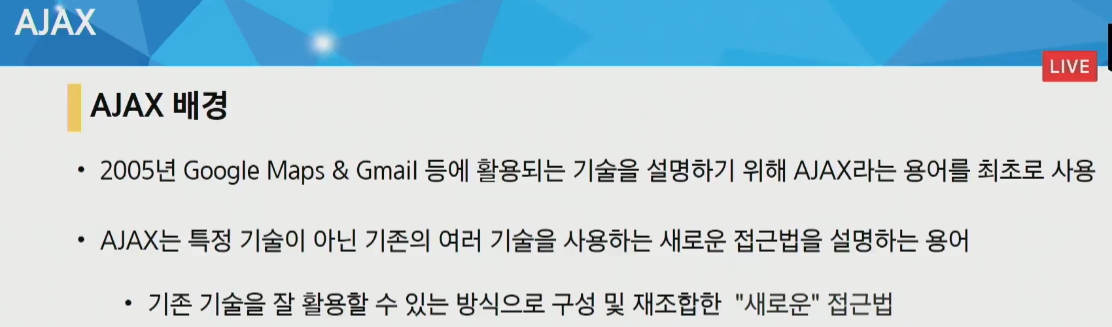 AJAX
LIVE
AJAX 배경
• 2005년 Google Maps & Gmail 등에 활용되는 기술을 설명하기 위해 AJAX라는 용어를 최초로 사용
• AJAX는 특정 기술이 아닌 기존의 여러 기술을 사용하는 새로운 접근법을 설명하는 용어
• 기존 기술을 잘 활용할 수 있는 방식으로 구성 및 재조합한 "새로운" 접근법